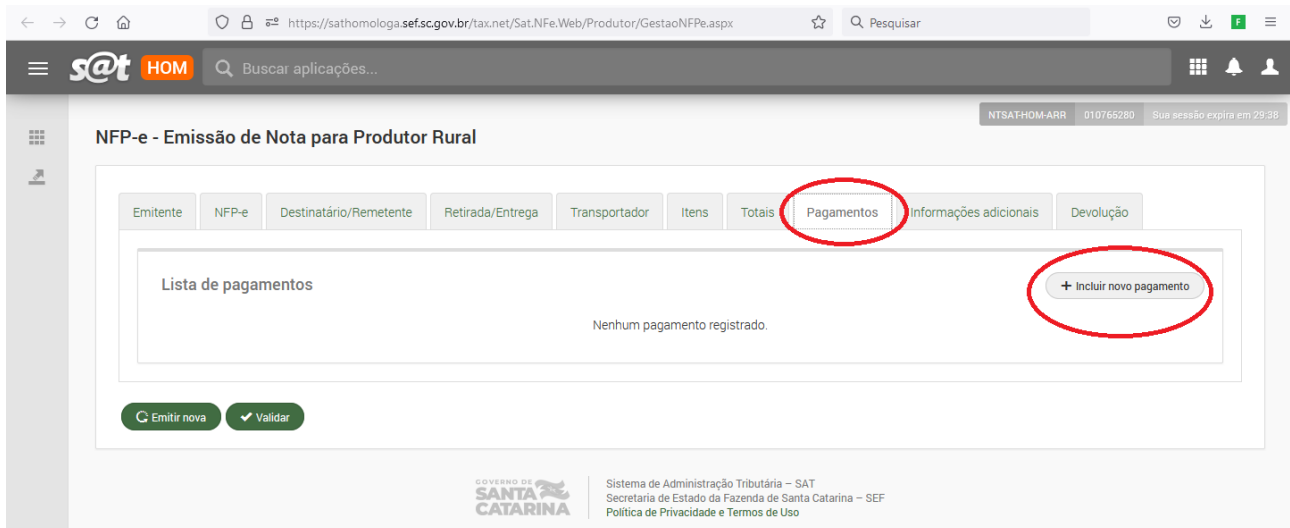 https://sathomologa.sef.sc.gov.br/tax.net/Sat.NFe.Web/Produtor/GestaoNFPe.aspx
Pesquisar
F
s@t HOM Buscar aplicações...
NTSAT-HOM-ARR 010765280 Sua sessão expira em 29:38
NFP-e - Emissão de Nota para Produtor Rural
Emitente NFP-e Destinatário/Remetente Retirada/Entrega Transportador Itens Totais Pagamentos Informações adicionais Devolução
Lista de pagamentos
+ Incluir novo pagamento
Nenhum pagamento registrado.
Emitir nova Validar
GOVERNO DE
SANTA
CATARINA
Sistema de Administração Tributária – SAT
Secretaria de Estado da Fazenda de Santa Catarina – SEF
Política de Privacidade e Termos de Uso